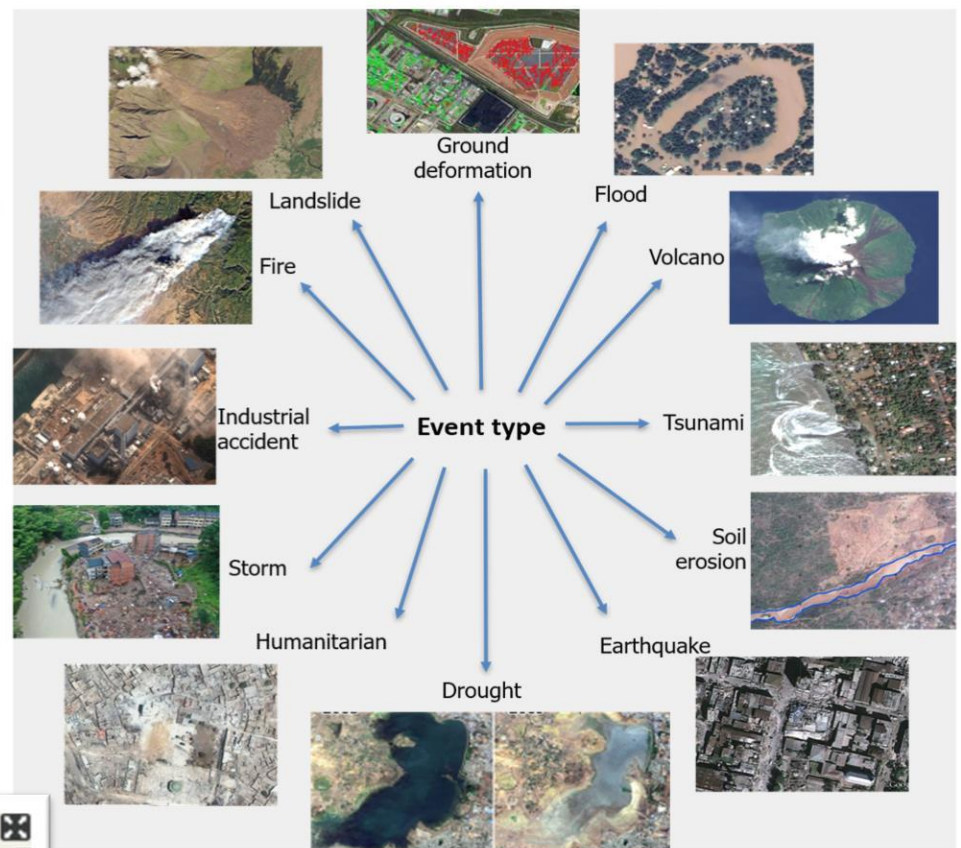 Ground
deformation
Landslide
Flood
Fire
Volcano
Industrial
accident
Event type
Tsunami
Storm
Soil
erosion
Humanitarian
Earthquake
Drought